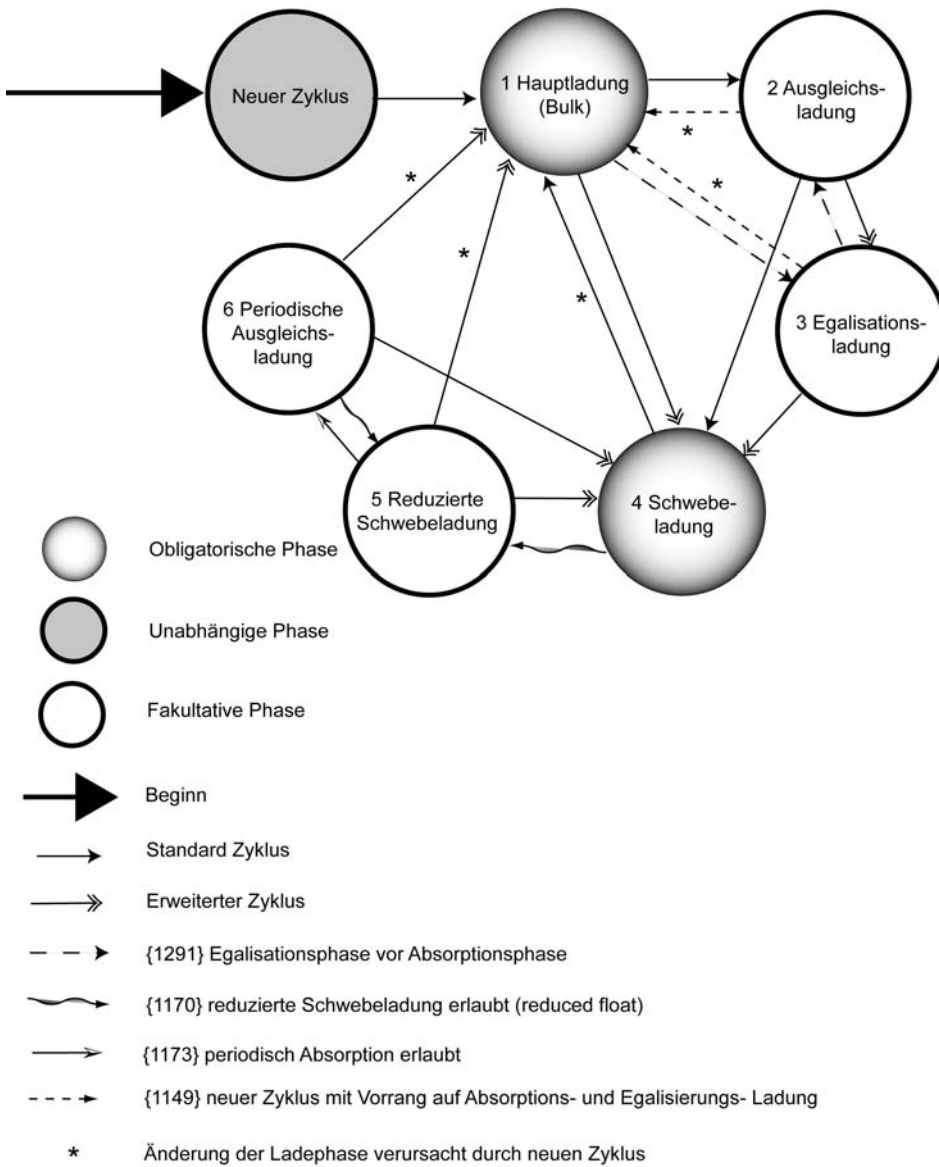 Neuer Zyklus
1 Hauptladung
(Bulk)
2 Ausgleichs-
ladung
*
*
*
*
*
6 Periodische
Ausgleichs-
ladung
3 Egalisations-
ladung
5 Reduzierte
Schwebeladung
4 Schwebe-
ladung
Obligatorische Phase
Unabhängige Phase
Fakultative Phase
Beginn
Standard Zyklus
Erweiterter Zyklus
{1291} Egalisationsphase vor Absorptionsphase
{1170} reduzierte Schwebeladung erlaubt (reduced float)
{1173} periodisch Absorption erlaubt
{1149} neuer Zyklus mit Vorrang auf Absorptions- und Egalisierungs- Ladung
* Änderung der Ladephase verursacht durch neuen Zyklus